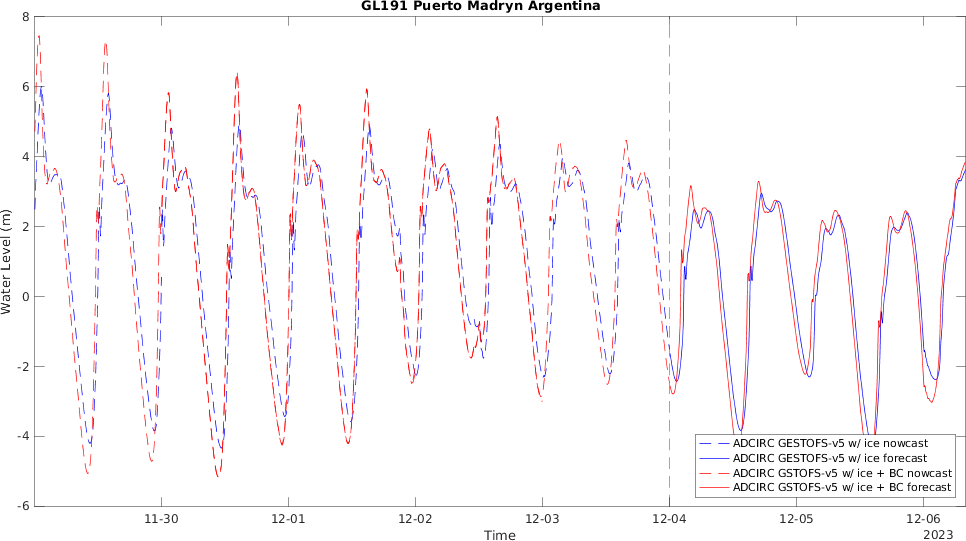 GL191 Puerto Madryn Argentina
8
6
4
2
0
-2
-4
-6
Water Level (m)
11-30
12-01
12-02
12-03
12-04
12-05
12-06
Time
2023
ADCIRC GESTOFS-v5 w/ ice nowcast
ADCIRC GESTOFS-v5 w/ ice forecast
ADCIRC GSTOFS-v5 w/ ice + BC nowcast
ADCIRC GSTOFS-v5 w/ ice + BC forecast